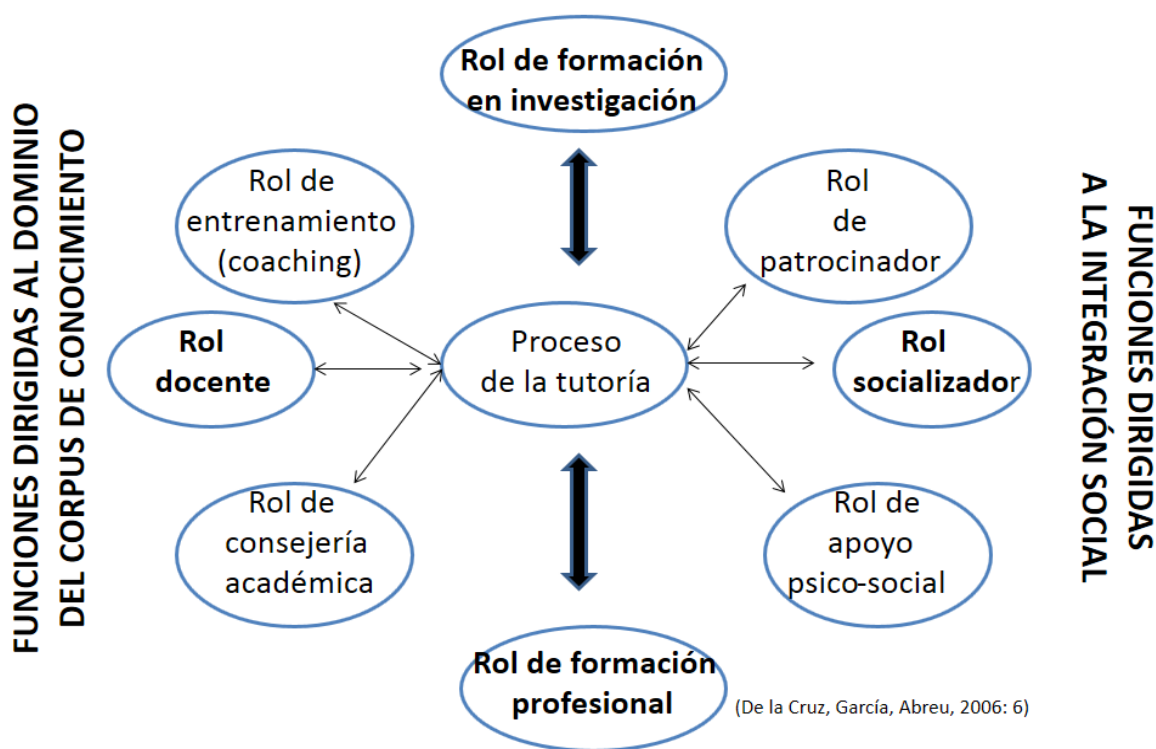 Rol de formación
en investigación
FUNCIONES DIRIGIDAS AL DOMINIO
DEL CORPUS DE CONOCIMIENTO
Rol de
entrenamiento
(coaching)
Rol
de
patrocinador
FUNCIONES DIRIGIDAS
A LA INTEGRACIÓN SOCIAL
Rol
docente
Proceso
de la tutoría
Rol
socializador
Rol de
consejería
académica
Rol de
apoyo
psico-social
Rol de formación
profesional
(De la Cruz, García, Abreu, 2006: 6)